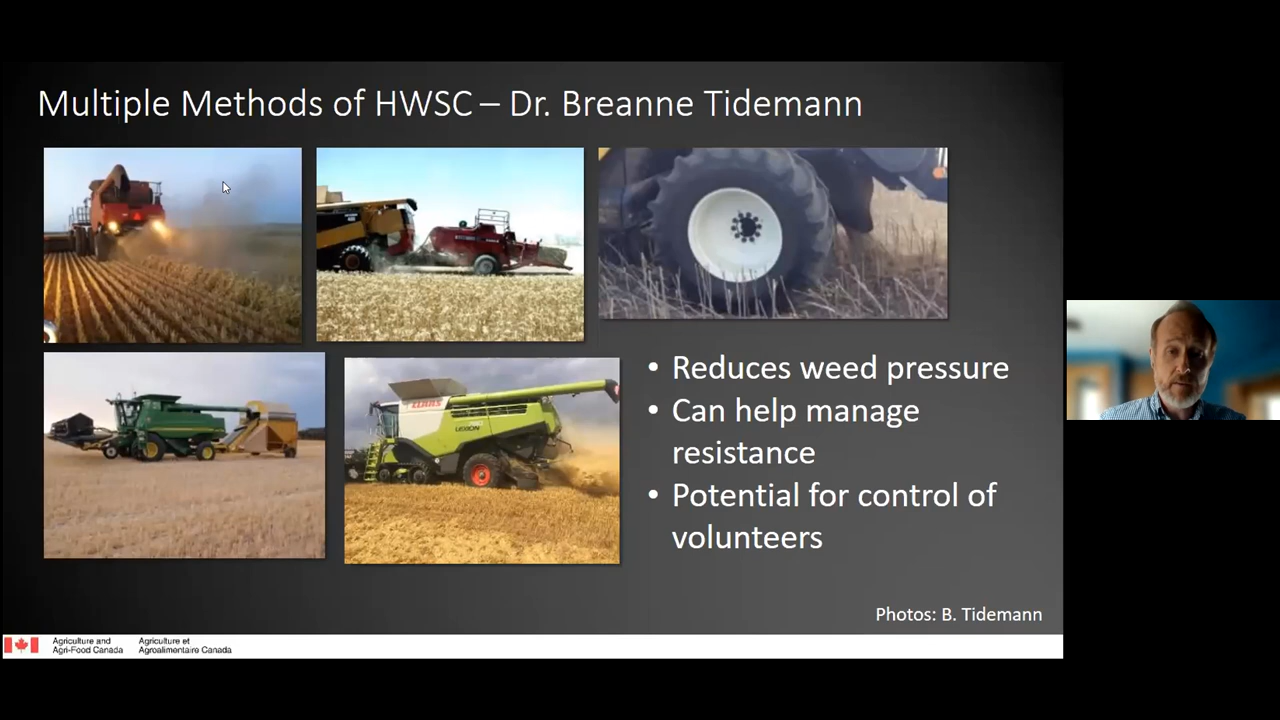 Multiple Methods of HWSC – Dr. Breanne Tidemann
CLAAS
LEXION
• Reduces weed pressure
• Can help manage
resistance
• Potential for control of
volunteers
Photos: B. Tidemann
Agriculture and
Agri-Food Canada
Agriculture et
Agroalimentaire Canada